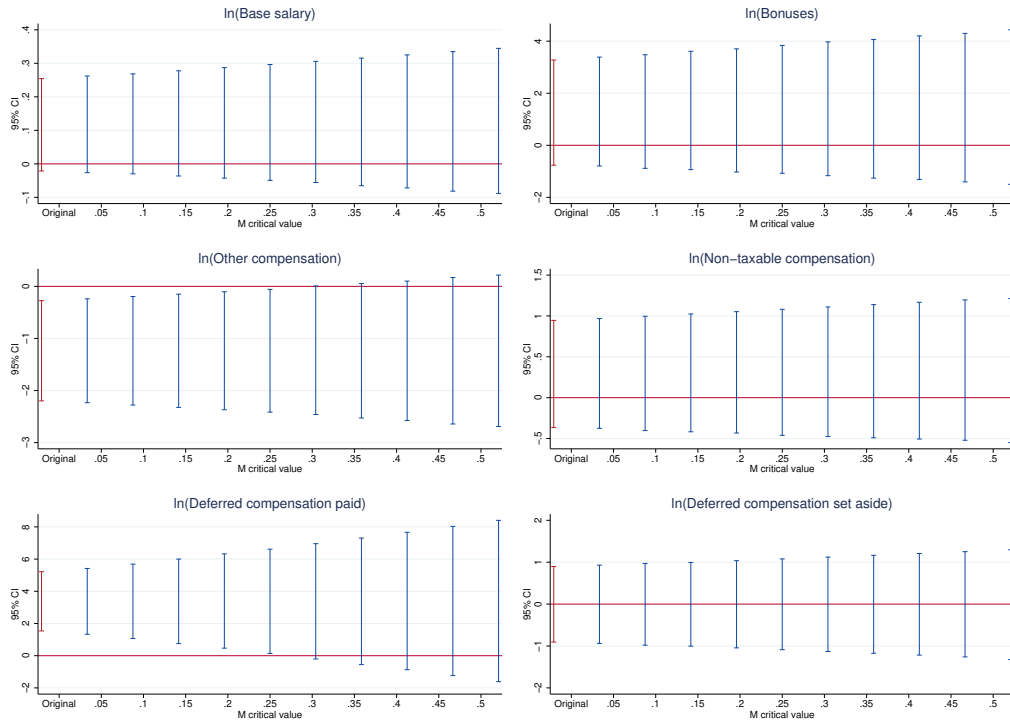 ln(Base salary)
95% CI
.4
.3
.2
.1
0
-.1
Original .05 .1 .15 .2 .25 .3 .35 .4 .45 .5
M critical value
ln(Bonuses)
95% CI
4
2
0
-2
Original .05 .1 .15 .2 .25 .3 .35 .4 .45 .5
M critical value
ln(Other compensation)
95% CI
0
-1
-2
-3
Original .05 .1 .15 .2 .25 .3 .35 .4 .45 .5
M critical value
ln(Non-taxable compensation)
95% CI
1.5
1
.5
0
-.5
Original .05 .1 .15 .2 .25 .3 .35 .4 .45 .5
M critical value
ln(Deferred compensation paid)
95% CI
8
6
4
2
0
-2
Original .05 .1 .15 .2 .25 .3 .35 .4 .45 .5
M critical value
ln(Deferred compensation set aside)
95% CI
2
1
0
-1
-2
Original .05 .1 .15 .2 .25 .3 .35 .4 .45 .5
M critical value